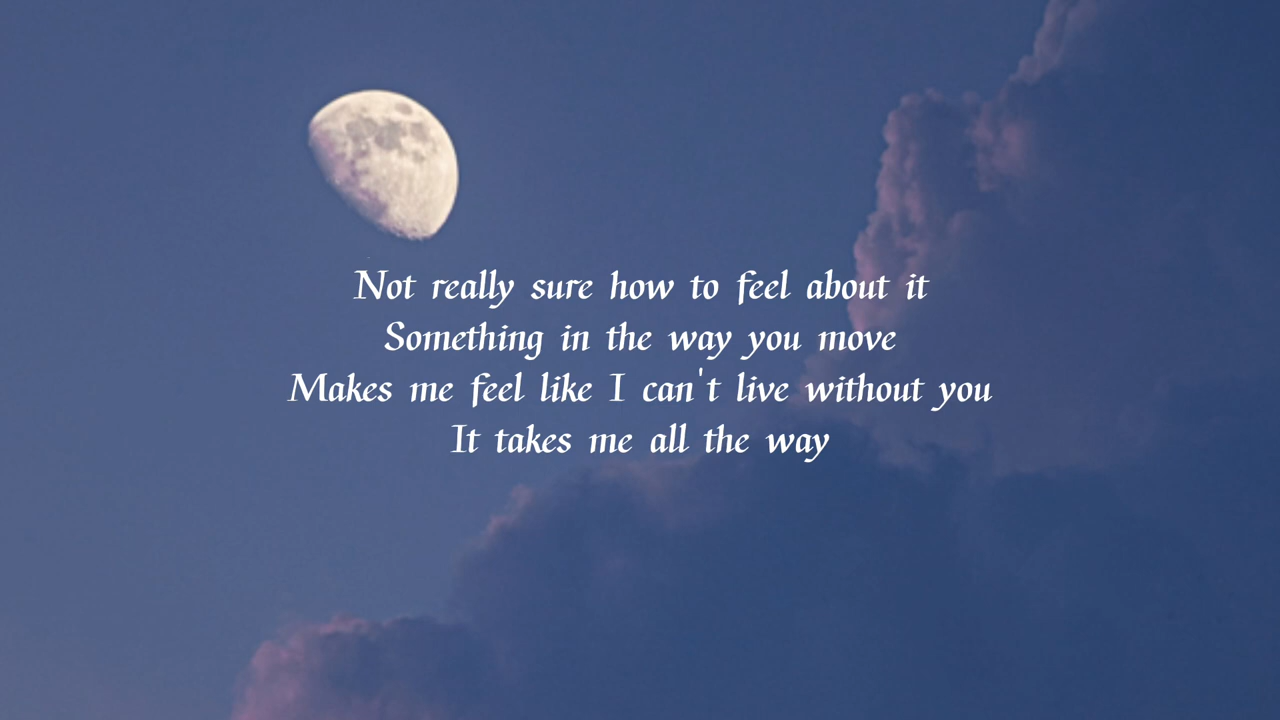 Not really sure how to feel about it
Something in the way you move
Makes me feel like I can't live without you
It takes me all the way